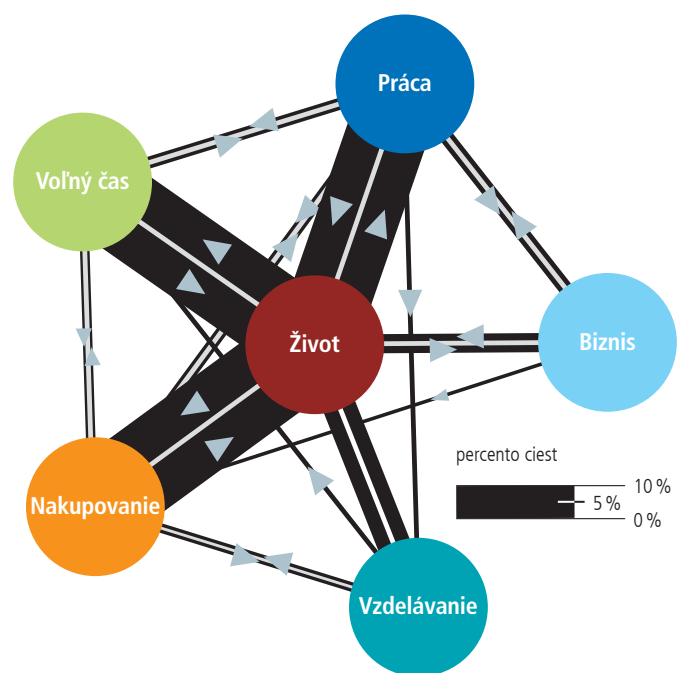 Práca
Voľný čas
Život
Biznis
percento ciest
10 %
5 %
0 %
Nakupovanie
Vzdelávanie